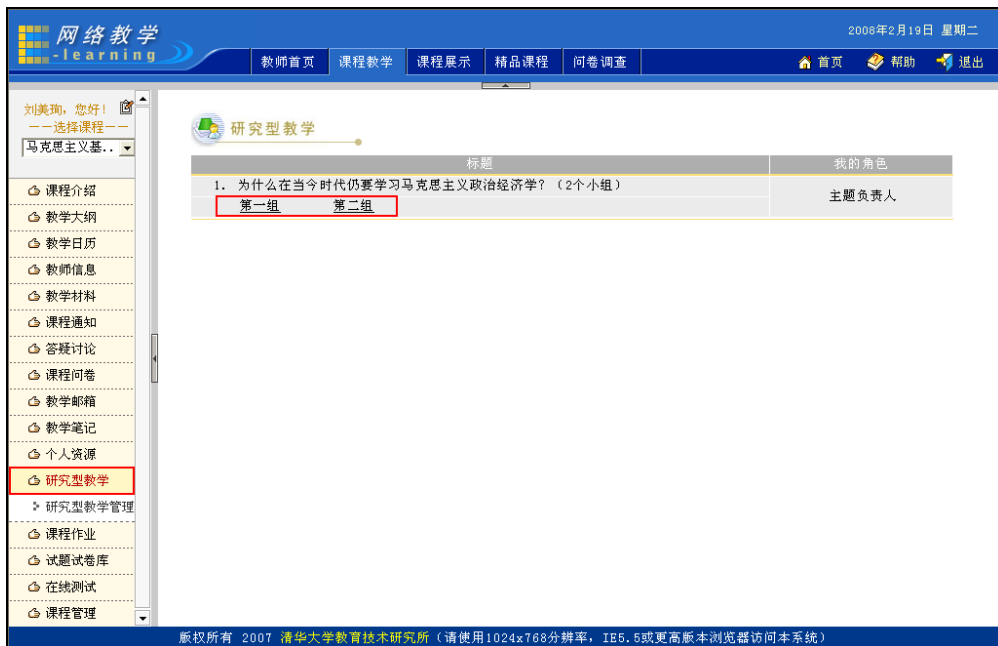 网络教学
-learning
2008年2月19日 星期二
教师首页 课程教学 课程展示 精品课程 问卷调查 首页 帮助 退出
刘美珣，您好！
——选择课程——
马克思主义基..
研究型教学
标题 我的角色
1. 为什么在当今时代仍要学习马克思主义政治经济学？（2个小组）
第一组 第二组
主题负责人
课程介绍
教学大纲
教学日历
教师信息
教学材料
课程通知
答疑讨论
课程问卷
教学邮箱
教学笔记
个人资源
研究型教学
研究型教学管理
课程作业
试题试卷库
在线测试
课程管理
版权所有 2007 清华大学教育技术研究所（请使用1024x768分辨率，IE5.5或更高版本浏览器访问本系统）